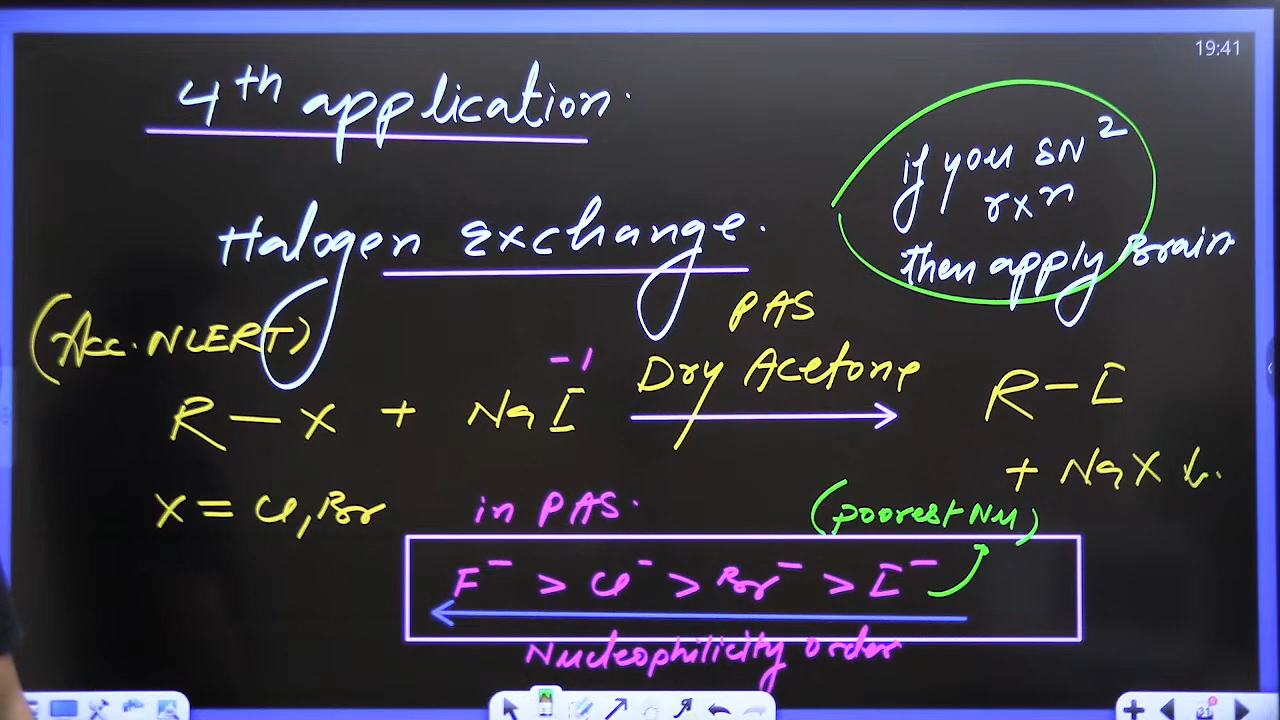 19:41
4th application.
Halogen Exchange.
if you SN2
rxn
then apply Brain
(Acc. NCERT)
PAS
Dry Acetone
R-X + NaI -1 → R-I
+ NaX ↓.
X = Cl, Br
in PAS.
(poorest Nu)
F- > Cl- > Br- > I-
Nucleophilicity order